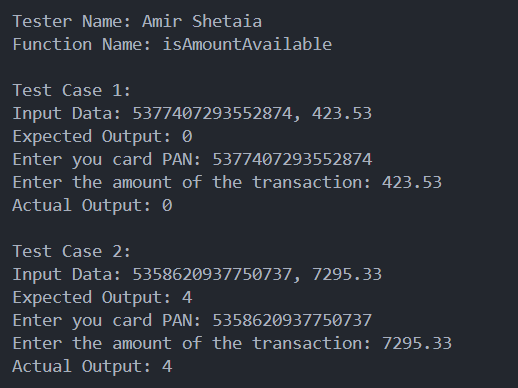 Tester Name: Amir Shetaia
Function Name: isAmountAvailable
Test Case 1:
Input Data: 5377407293552874, 423.53
Expected Output: 0
Enter you card PAN: 5377407293552874
Enter the amount of the transaction: 423.53
Actual Output: 0
Test Case 2:
Input Data: 5358620937750737, 7295.33
Expected Output: 4
Enter you card PAN: 5358620937750737
Enter the amount of the transaction: 7295.33
Actual Output: 4